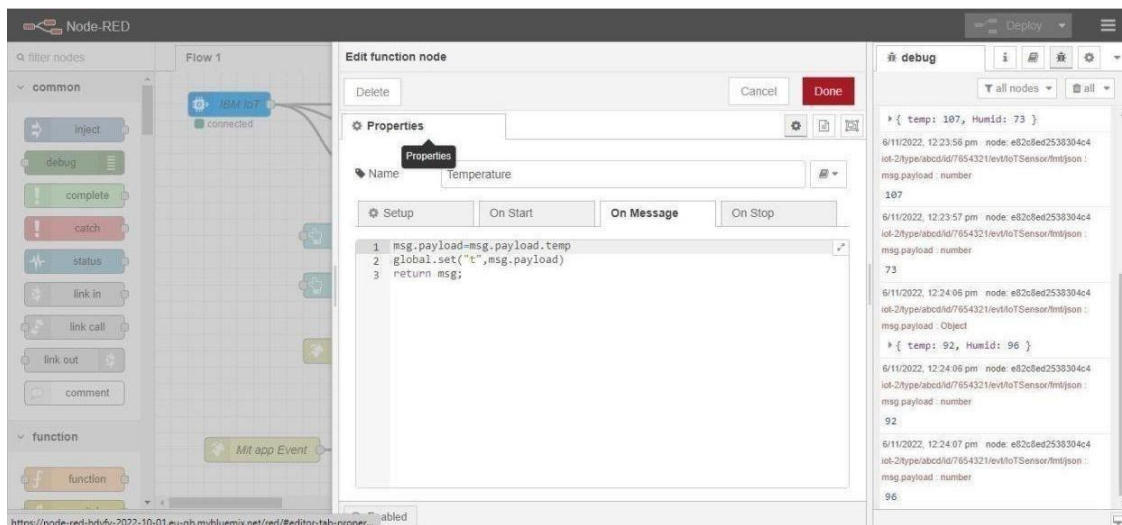 Node-RED
Deploy
filter nodes
common
inject
debug
complete
catch
status
link in
link call
link out
comment
function
function
Flow 1
IBM IoT
connected
Mit app Event
Edit function node
Delete
Cancel
Done
Properties
Properties
Name
Temperature
Setup
On Start
On Message
On Stop
1 msg.payload=msg.payload.temp
2 global.set("t",msg.payload)
3 return msg;
debug
all nodes
all
{ temp: 107, Humid: 73 }
6/11/2022, 12:23:56 pm node: e82c8ed2538304c4
iot-2/type/abcd/id/7654321/evt/IoTSensor/fmt/json :
msg.payload : number
107
6/11/2022, 12:23:57 pm node: e82c8ed2538304c4
iot-2/type/abcd/id/7654321/evt/IoTSensor/fmt/json :
msg.payload : number
73
6/11/2022, 12:24:06 pm node: e82c8ed2538304c4
iot-2/type/abcd/id/7654321/evt/IoTSensor/fmt/json :
msg.payload : Object
{ temp: 92, Humid: 96 }
6/11/2022, 12:24:06 pm node: e82c8ed2538304c4
iot-2/type/abcd/id/7654321/evt/IoTSensor/fmt/json :
msg.payload : number
92
6/11/2022, 12:24:07 pm node: e82c8ed2538304c4
iot-2/type/abcd/id/7654321/evt/IoTSensor/fmt/json :
msg.payload : number
96